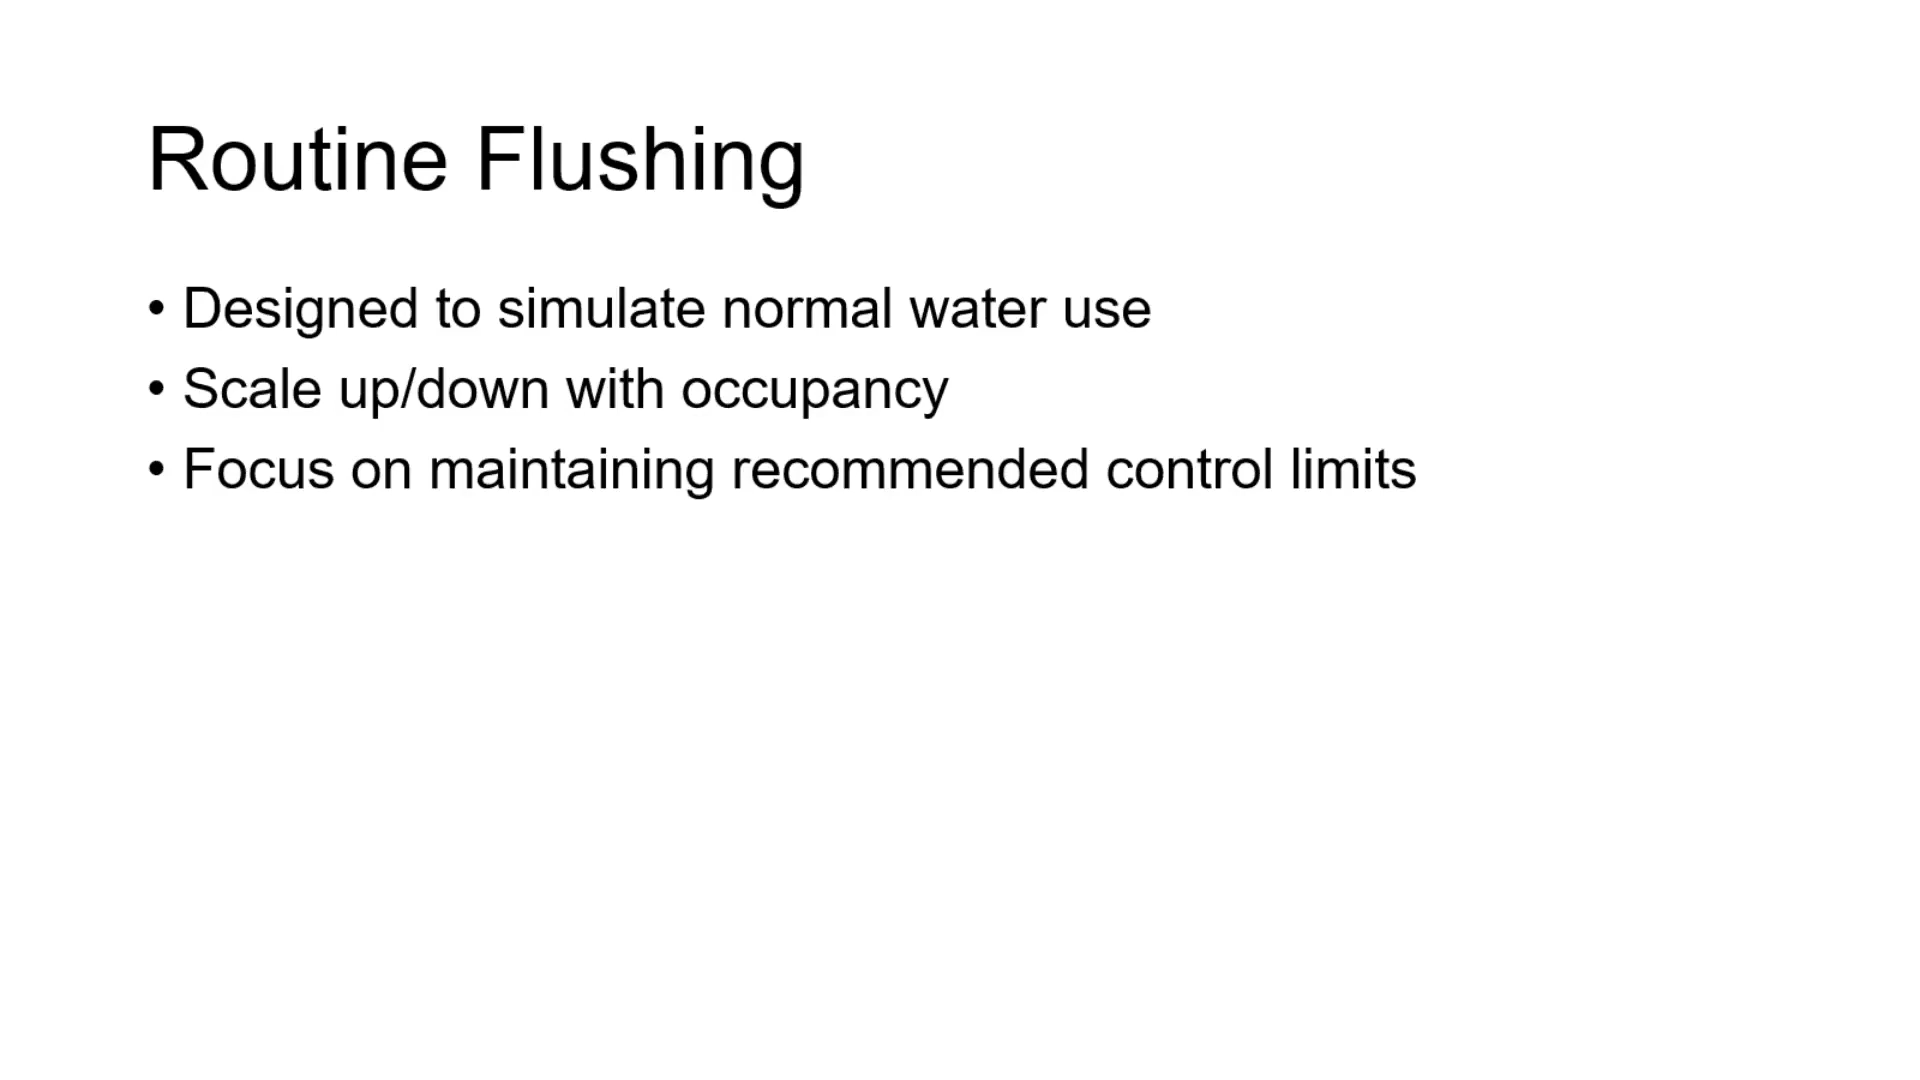 Routine Flushing
• Designed to simulate normal water use
• Scale up/down with occupancy
• Focus on maintaining recommended control limits